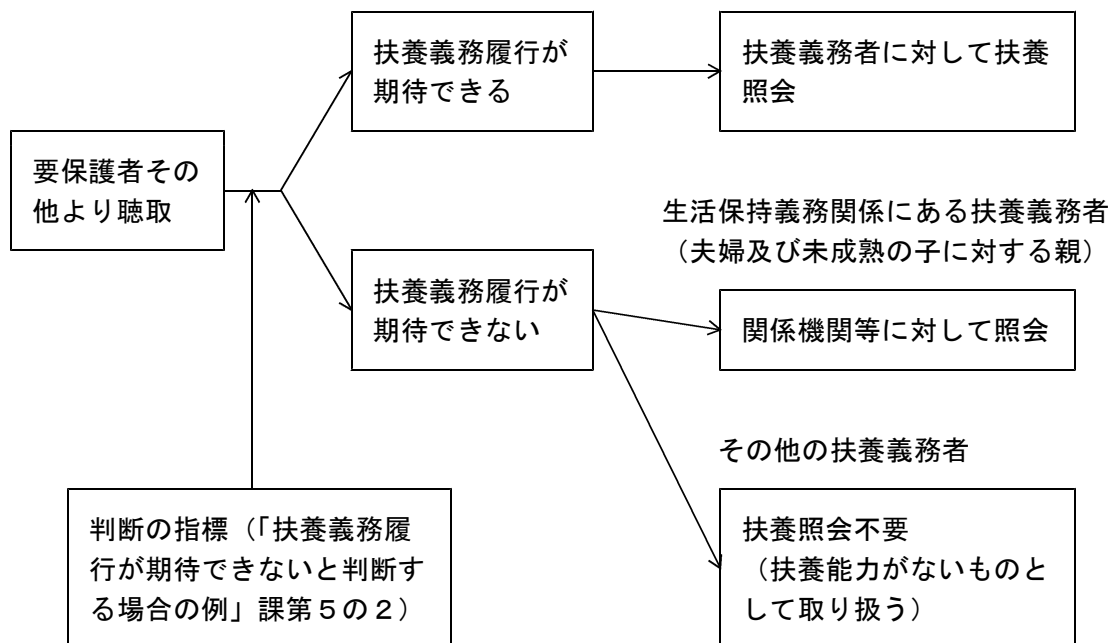 扶養義務履行が
期待できる
扶養義務者に対して扶養
照会
要保護者その
他より聴取
生活保持義務関係にある扶養義務者
（夫婦及び未成熟の子に対する親）
扶養義務履行が
期待できない
関係機関等に対して照会
その他の扶養義務者
判断の指標（「扶養義務履
行が期待できないと判断す
る場合の例」課第５の２）
扶養照会不要
（扶養能力がないものと
して取り扱う）